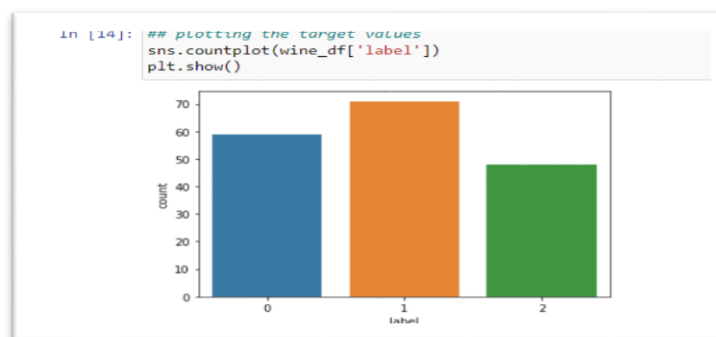 In [14]: ## plotting the target values
sns.countplot(wine_df['label'])
plt.show()
70
60
50
40
30
20
10
0
count
0 1 2
label